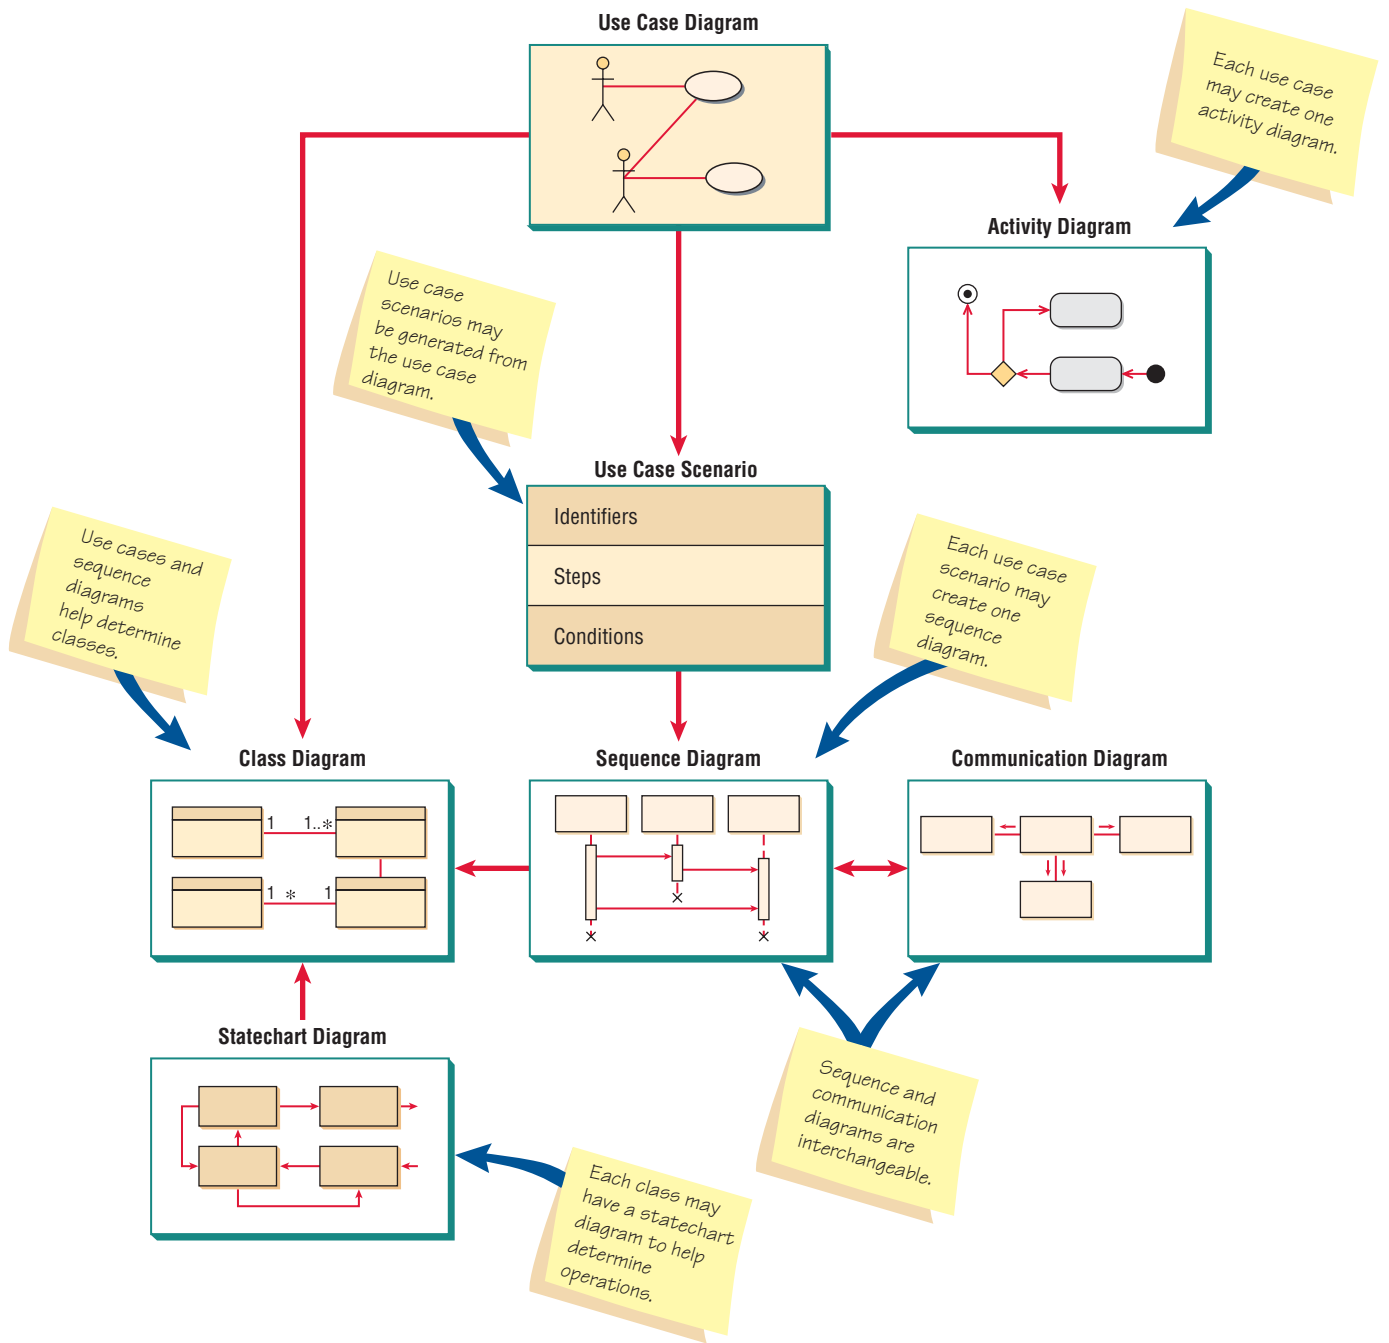 Use Case Diagram
Each use case
may create one
activity diagram.
Activity Diagram
Use case
scenarios may
be generated from
the use case
diagram.
Use Case Scenario
Identifiers
Steps
Conditions
Use cases and
sequence
diagrams
help determine
classes.
Each use case
scenario may
create one
sequence
diagram.
Class Diagram
1 1..*
1 * 1
Sequence Diagram
Communication Diagram
Statechart Diagram
Sequence and
communication
diagrams are
interchangeable.
Each class may
have a statechart
diagram to help
determine
operations.